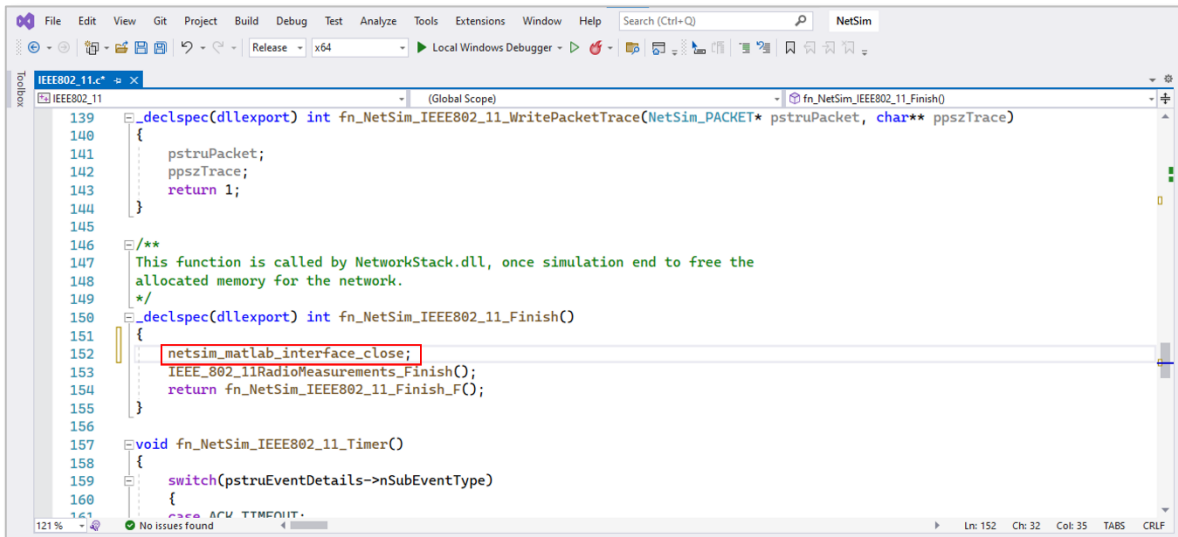 File Edit View Git Project Build Debug Test Analyze Tools Extensions Window Help Search (Ctrl+Q) NetSim
Release x64 Local Windows Debugger
Toolbox
IEEE802_11.c*
IEEE802_11 (Global Scope) fn_NetSim_IEEE802_11_Finish()
139 _declspec(dllexport) int fn_NetSim_IEEE802_11_WritePacketTrace(NetSim_PACKET* pstruPacket, char** ppszTrace)
140 {
141 pstruPacket;
142 ppszTrace;
143 return 1;
144 }
145
146 /**
147 This function is called by NetworkStack.dll, once simulation end to free the
148 allocated memory for the network.
149 */
150 _declspec(dllexport) int fn_NetSim_IEEE802_11_Finish()
151 {
152 netsim_matlab_interface_close;
153 IEEE_802_11RadioMeasurements_Finish();
154 return fn_NetSim_IEEE802_11_Finish_F();
155 }
156
157 void fn_NetSim_IEEE802_11_Timer()
158 {
159 switch(pstruEventDetails->nSubEventType)
160 {
161 case ACK_TIMEOUT:
121 % No issues found Ln: 152 Ch: 32 Col: 35 TABS CRLF